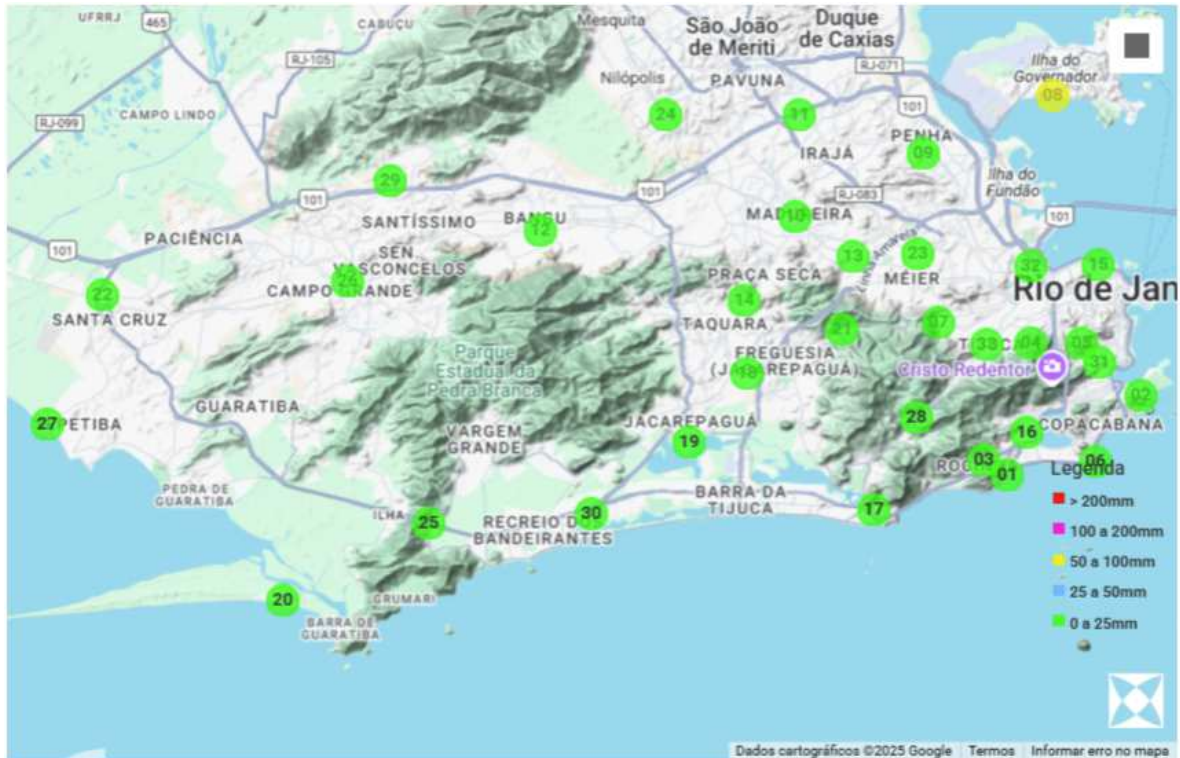 UFRRJ
465
CABUÇU
Mesquita
São João
de Meriti
Duque
de Caxias
RJ-105
Nilópolis
PAVUNA
RJ-071
Ilha do
Governador
08
RJ-099
CAMPO LINDO
24
11
101
PENHA
09
IRAJÁ
29
101
101
RJ-083
Ilha do
Fundão
SANTÍSSIMO
BANGU
12
10
101
101
PACIÊNCIA
SEN.
VASCONCELOS
13
23
Linha Amarela
MÉIER
32
15
CAMPO GRANDE
PRAÇA SECA
Rio de Jan
22
SANTA CRUZ
14
TAQUARA
21
07
33
04
05
31
Parque
Estadual da
Pedra Branca
FREGUESIA
(JACAREPAGUÁ)
18
Cristo Redentor
02
GUARATIBA
27
PETIBA
VARGEM
GRANDE
JACAREPAGUÁ
19
28
16
COPACABANA
03
01
06
PEDRA DE
GUARATIBA
ILHA
25
RECREIO DOS
BANDEIRANTES
30
BARRA DA
TIJUCA
17
20
GRUMARI
BARRA DE
GUARATIBA
Legenda
> 200mm
100 a 200mm
50 a 100mm
25 a 50mm
0 a 25mm
Dados cartográficos ©2025 Google
Termos
Informar erro no mapa